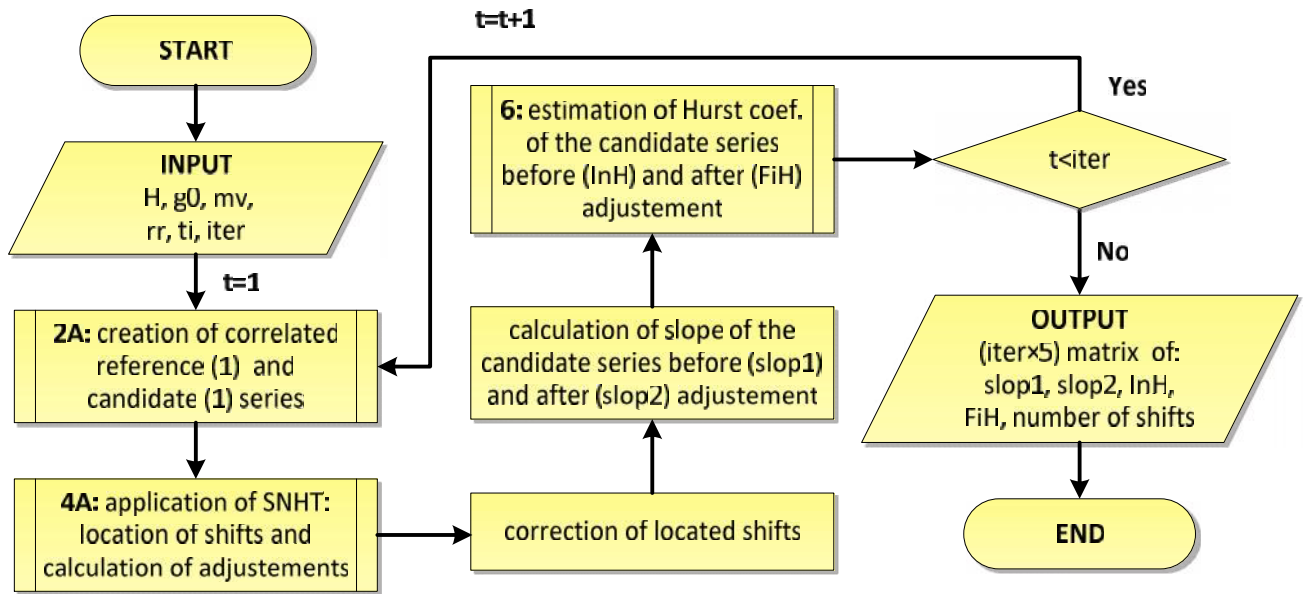 START
INPUT
H, g0, mv,
rr, ti, iter
t=1
2A: creation of correlated
reference (1) and
candidate (1) series
4A: application of SNHT:
location of shifts and
calculation of adjustements
correction of located shifts
calculation of slope of the
candidate series before (slop1)
and after (slop2) adjustement
6: estimation of Hurst coef.
of the candidate series
before (InH) and after (FiH)
adjustement
t<iter
Yes
t=t+1
No
OUTPUT
(iter×5) matrix of:
slop1, slop2, InH,
FiH, number of shifts
END